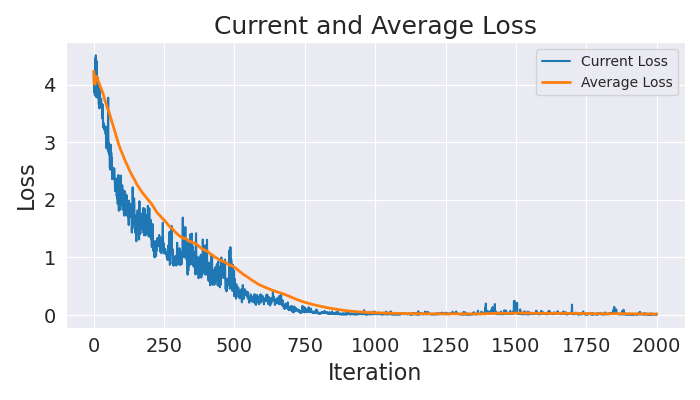 Current and Average Loss
Current Loss
Average Loss
4
3
2
1
0
Loss
0 250 500 750 1000 1250 1500 1750 2000
Iteration